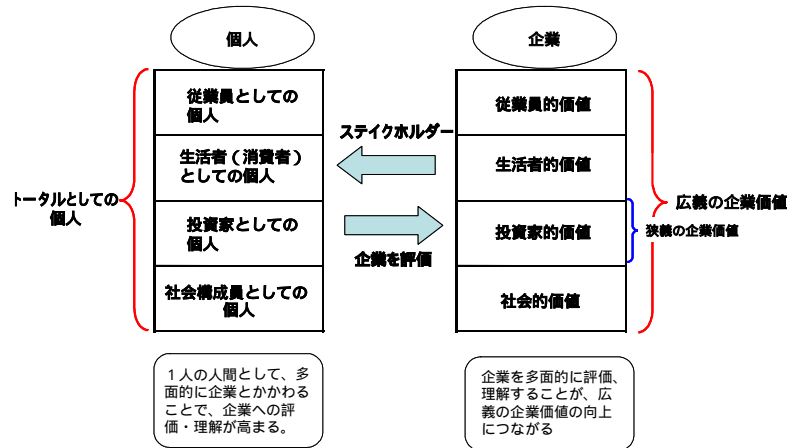 個人
企業
従業員としての
個人
生活者（消費者）
としての個人
投資家としての
個人
社会構成員としての
個人
トータルとしての
個人
ステイクホルダー
企業を評価
従業員的価値
生活者的価値
投資家的価値
社会的価値
広義の企業価値
狭義の企業価値
１人の人間として、多
面的に企業とかかわる
ことで、企業への評
価・理解が高まる。
企業を多面的に評価、
理解することが、広
義の企業価値の向上
につながる